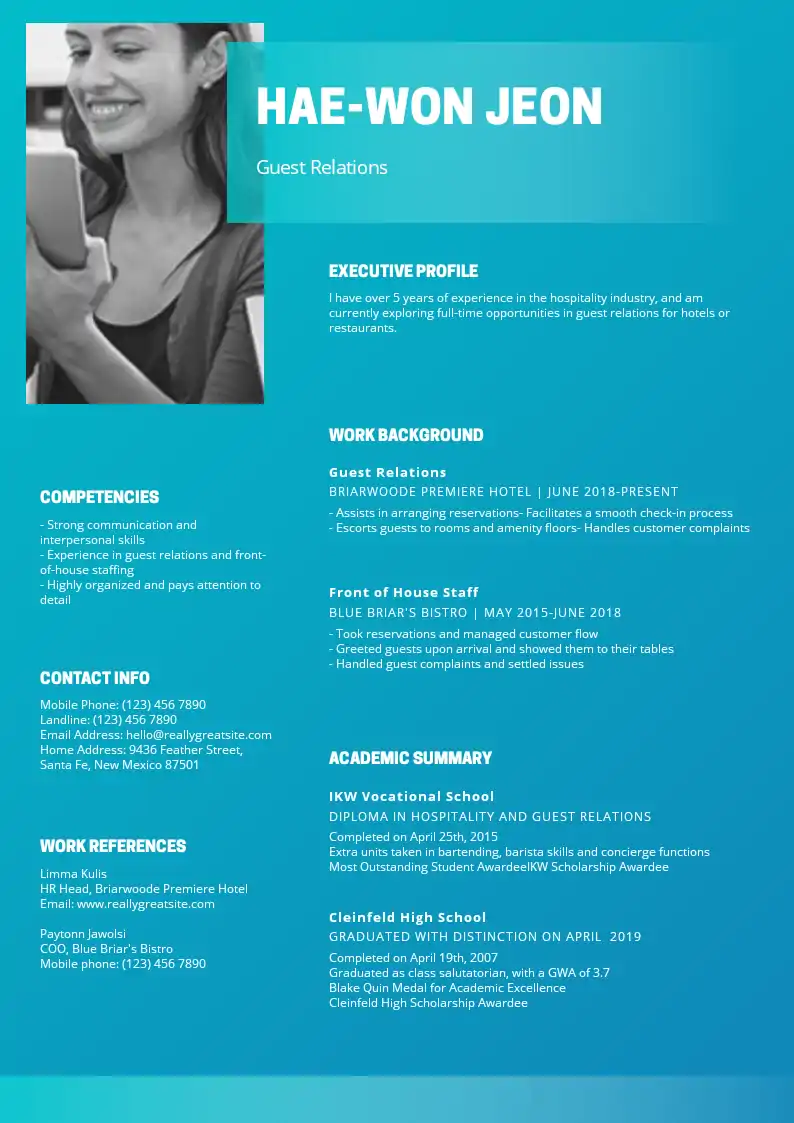 HAE-WON JEON
Guest Relations
EXECUTIVE PROFILE
I have over 5 years of experience in the hospitality industry, and am
currently exploring full-time opportunities in guest relations for hotels or
restaurants.
WORK BACKGROUND
Guest Relations
BRIARWOODE PREMIERE HOTEL | JUNE 2018-PRESENT
- Assists in arranging reservations- Facilitates a smooth check-in process
- Escorts guests to rooms and amenity floors- Handles customer complaints
Front of House Staff
BLUE BRIAR'S BISTRO | MAY 2015-JUNE 2018
- Took reservations and managed customer flow
- Greeted guests upon arrival and showed them to their tables
- Handled guest complaints and settled issues
ACADEMIC SUMMARY
IKW Vocational School
DIPLOMA IN HOSPITALITY AND GUEST RELATIONS
Completed on April 25th, 2015
Extra units taken in bartending, barista skills and concierge functions
Most Outstanding Student AwardeeIKW Scholarship Awardee
Cleinfeld High School
GRADUATED WITH DISTINCTION ON APRIL  2019
Completed on April 19th, 2007
Graduated as class salutatorian, with a GWA of 3.7
Blake Quin Medal for Academic Excellence
Cleinfeld High Scholarship Awardee
COMPETENCIES
- Strong communication and
interpersonal skills
- Experience in guest relations and front-
of-house staffing
- Highly organized and pays attention to
detail
CONTACT INFO
Mobile Phone: (123) 456 7890
Landline: (123) 456 7890
Email Address: hello@reallygreatsite.com
Home Address: 9436 Feather Street,
Santa Fe, New Mexico 87501
WORK REFERENCES
Limma Kulis
HR Head, Briarwoode Premiere Hotel
Email: www.reallygreatsite.com
Paytonn Jawolsi
COO, Blue Briar's Bistro
Mobile phone: (123) 456 7890